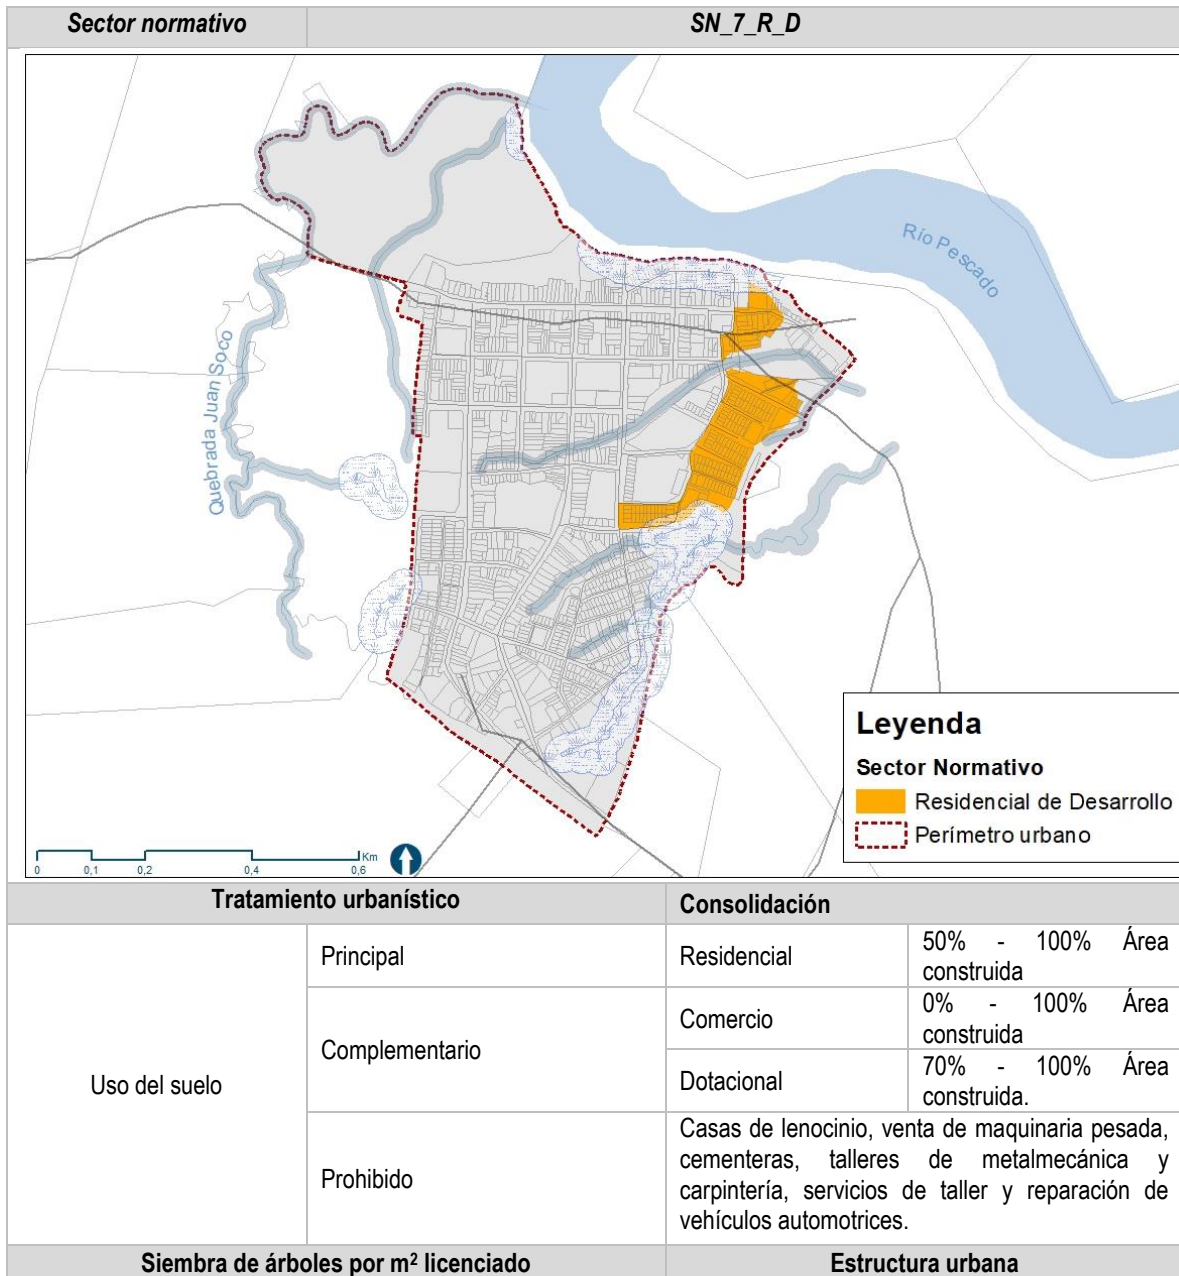 Sector normativo SN_7_R_D
Río Pescado
Quebrada Juan Soco
Leyenda
Sector Normativo
Residencial de Desarrollo
Perímetro urbano
0 0,1 0,2 0,4 0,6 Km
Tratamiento urbanístico Consolidación
Uso del suelo
Principal
Residencial
50% - 100% Área
construida
Complementario
Comercio
0% - 100% Área
construida
Dotacional
70% - 100% Área
construida.
Prohibido
Casas de lenocinio, venta de maquinaria pesada,
cementeras, talleres de metalmecánica y
carpintería, servicios de taller y reparación de
vehículos automotrices.
Siembra de árboles por m² licenciado Estructura urbana